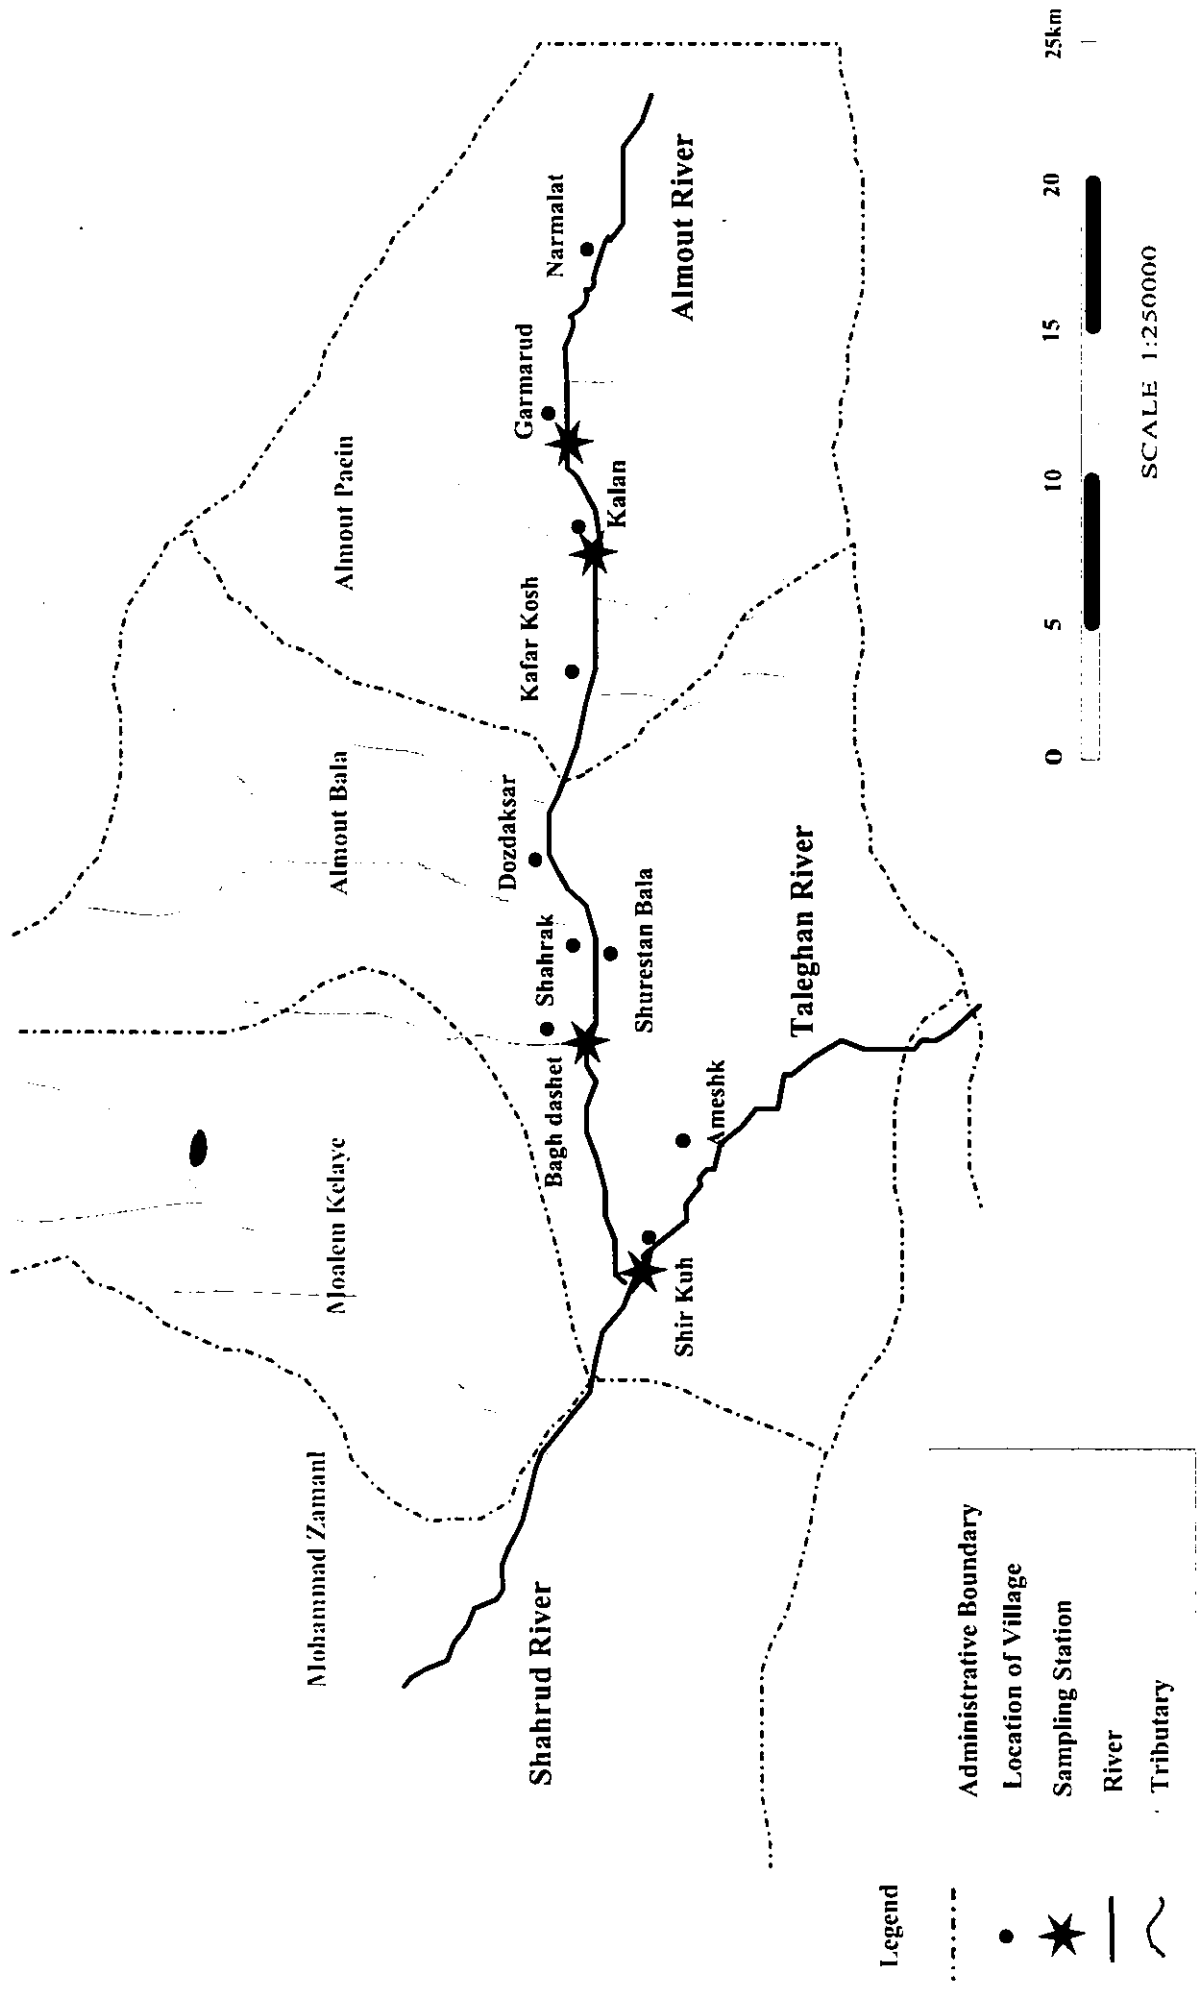 Mohammad Zamanl
Moalem Kelaye
Almout Bala
Almout Pacin
Shahrud River
Bagh dashet
Shahrak
Dozdaksar
Kafar Kosh
Garmarud
Narmalat
Kalan
Shurestan Bala
Shir Kuh
Ameshk
Almout River
Taleghan River
Legend
Administrative Boundary
Location of Village
Sampling Station
River
Tributary
0 5 10 15 20 25km
SCALE 1:250000